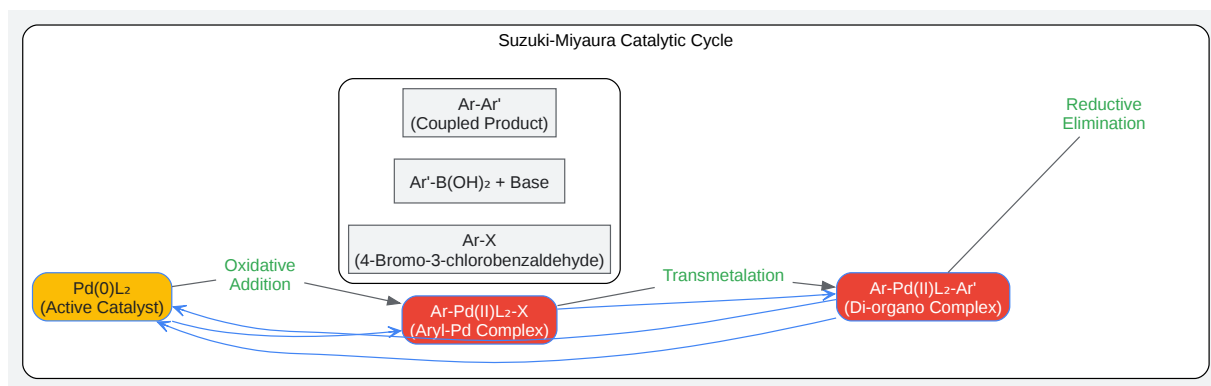 Suzuki-Miyaura Catalytic Cycle
Ar-Ar'
(Coupled Product)
Ar'-B(OH)₂ + Base
Ar-X
(4-Bromo-3-chlorobenzaldehyde)
Reductive
Elimination
Oxidative
Addition
Transmetalation
Pd(0)L₂
(Active Catalyst)
Ar-Pd(II)L₂-X
(Aryl-Pd Complex)
Ar-Pd(II)L₂-Ar'
(Di-organo Complex)